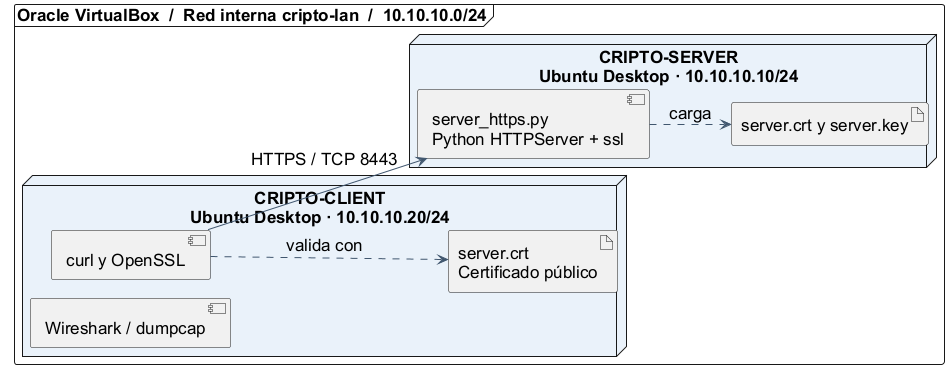 Oracle VirtualBox / Red interna cripto-lan / 10.10.10.0/24
CRIPTO-SERVER
Ubuntu Desktop · 10.10.10.10/24
server_https.py
Python HTTPServer + ssl
carga
server.crt y server.key
HTTPS / TCP 8443
CRIPTO-CLIENT
Ubuntu Desktop · 10.10.10.20/24
curl y OpenSSL
valida con
server.crt
Certificado público
Wireshark / dumpcap